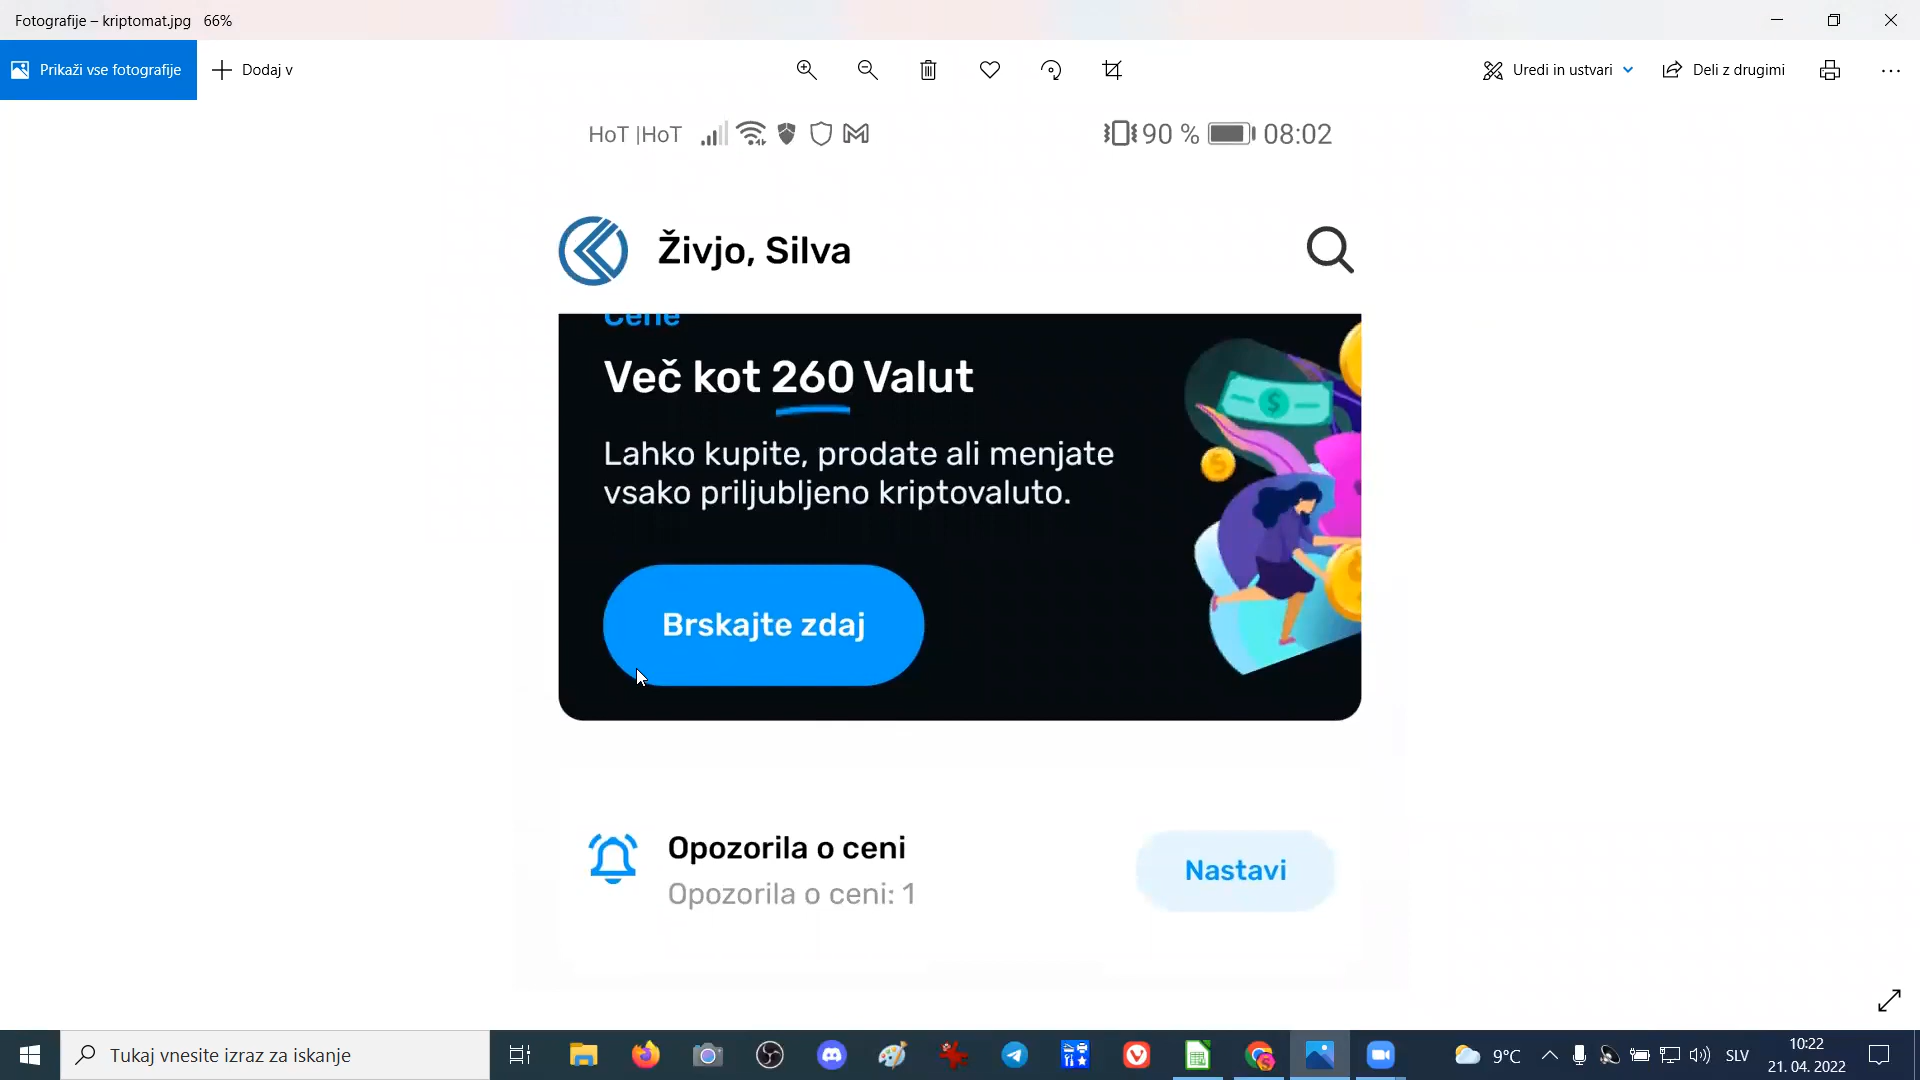 Fotografije – kriptomat.jpg   66%
Prikaži vse fotografije
Dodaj v
Uredi in ustvari
Deli z drugimi
HoT |HoT
90 %
08:02
Živjo, Silva
Cene
Več kot 260 Valut
Lahko kupite, prodate ali menjate
vsako priljubljeno kriptovaluto.
Brskajte zdaj
Opozorila o ceni
Opozorila o ceni: 1
Nastavi
Tukaj vnesite izraz za iskanje
9°C
SLV
10:22
21. 04. 2022